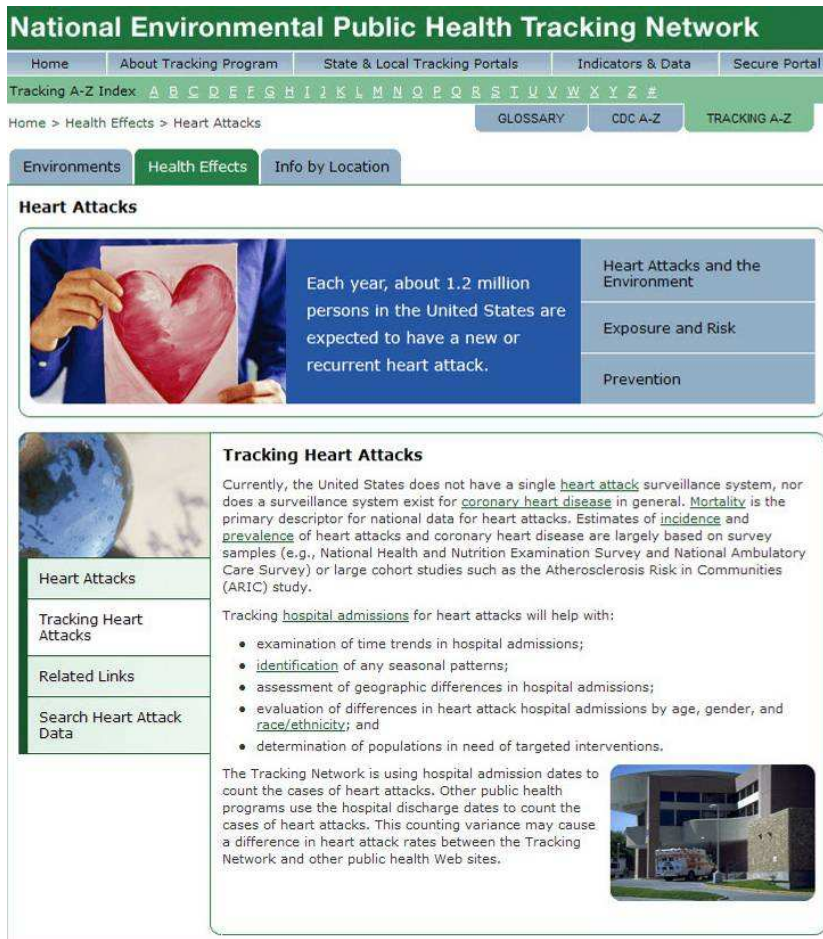 National Environmental Public Health Tracking Network
Home About Tracking Program State & Local Tracking Portals Indicators & Data Secure Portal
Tracking A-Z Index A B C D E F G H I J K L M N O P Q R S T U V W X Y Z #
Home > Health Effects > Heart Attacks
GLOSSARY CDC A-Z TRACKING A-Z
Environments Health Effects Info by Location
Heart Attacks
Each year, about 1.2 million
persons in the United States are
expected to have a new or
recurrent heart attack.
Heart Attacks and the
Environment
Exposure and Risk
Prevention
Heart Attacks
Tracking Heart
Attacks
Related Links
Search Heart Attack
Data
Tracking Heart Attacks
Currently, the United States does not have a single heart attack surveillance system, nor
does a surveillance system exist for coronary heart disease in general. Mortality is the
primary descriptor for national data for heart attacks. Estimates of incidence and
prevalence of heart attacks and coronary heart disease are largely based on survey
samples (e.g., National Health and Nutrition Examination Survey and National Ambulatory
Care Survey) or large cohort studies such as the Atherosclerosis Risk in Communities
(ARIC) study.
Tracking hospital admissions for heart attacks will help with:
• examination of time trends in hospital admissions;
• identification of any seasonal patterns;
• assessment of geographic differences in hospital admissions;
• evaluation of differences in heart attack hospital admissions by age, gender, and
race/ethnicity; and
• determination of populations in need of targeted interventions.
The Tracking Network is using hospital admission dates to
count the cases of heart attacks. Other public health
programs use the hospital discharge dates to count the
cases of heart attacks. This counting variance may cause
a difference in heart attack rates between the Tracking
Network and other public health Web sites.